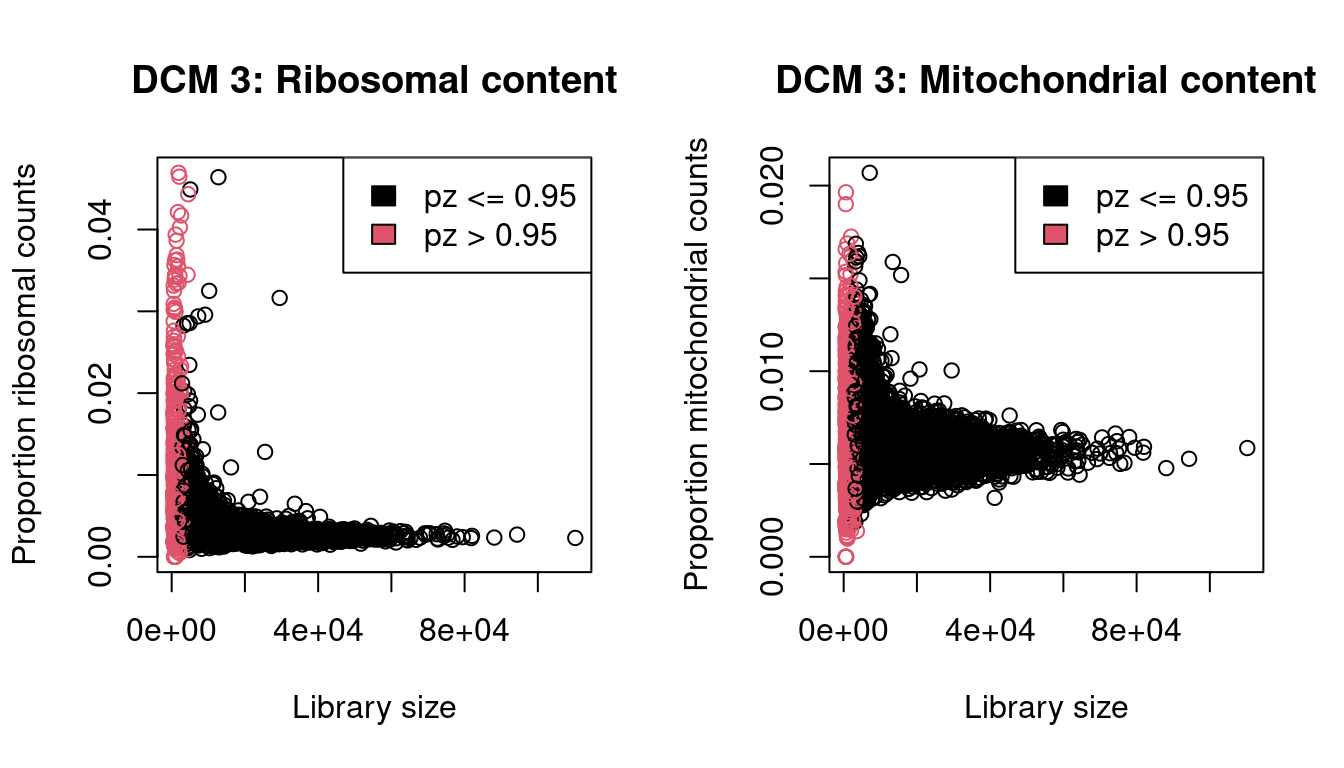 DCM 3: Ribosomal content
Proportion ribosomal counts
0.04
0.02
0.00
pz <= 0.95
pz > 0.95
0e+00 4e+04 8e+04
Library size
DCM 3: Mitochondrial content
Proportion mitochondrial counts
0.020
0.010
0.000
pz <= 0.95
pz > 0.95
0e+00 4e+04 8e+04
Library size